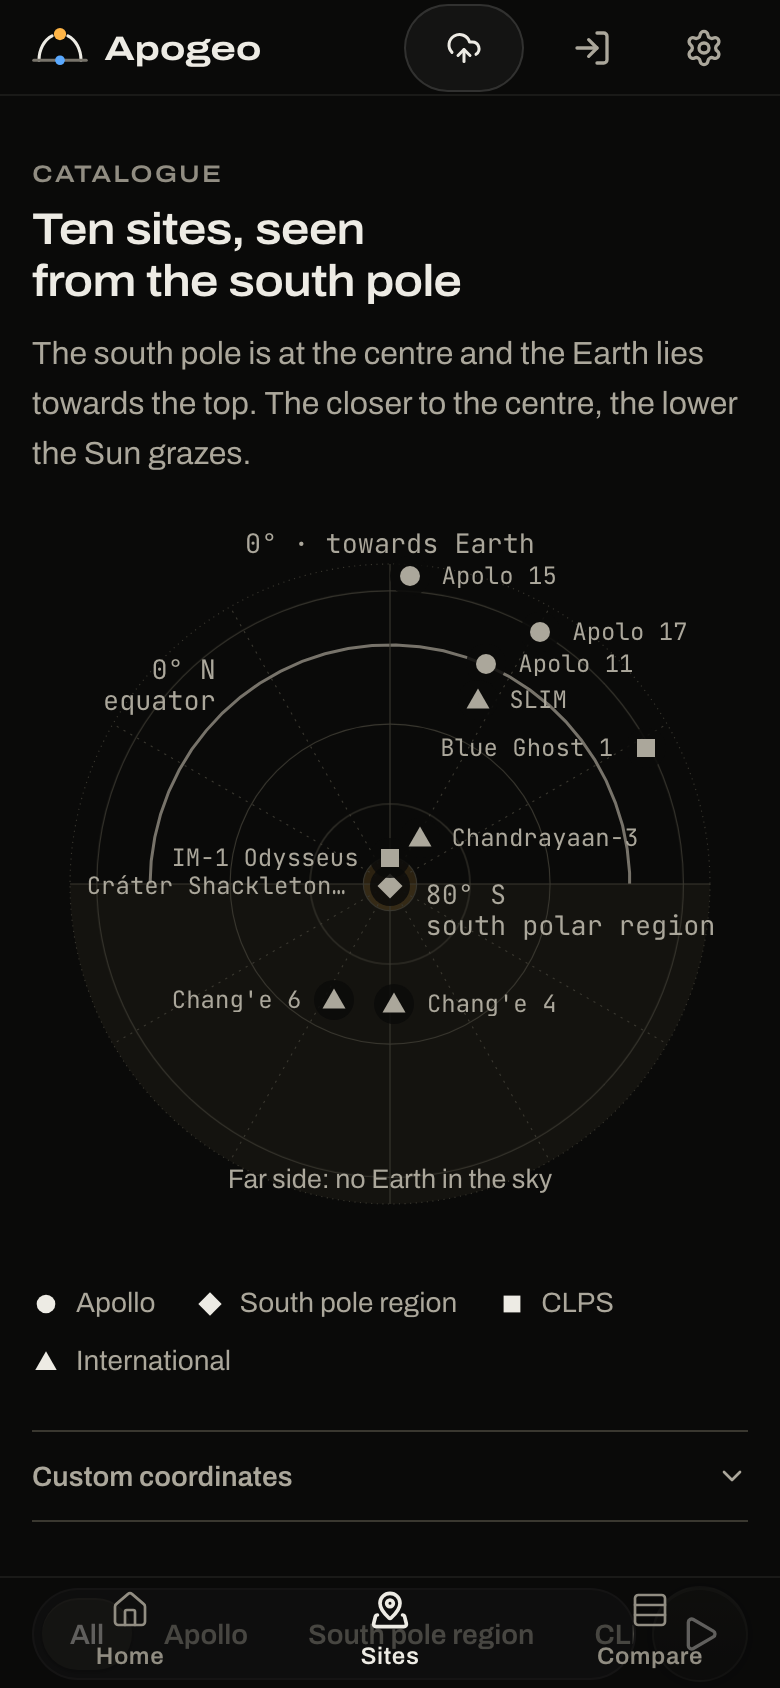 Apogeo
CATALOGUE
Ten sites, seen
from the south pole
The south pole is at the centre and the Earth lies
towards the top. The closer to the centre, the lower
the Sun grazes.
0° · towards Earth
Apolo 15
Apolo 17
0° N
equator
Apolo 11
SLIM
Blue Ghost 1
Chandrayaan-3
IM-1 Odysseus
Cráter Shackleton…
80° S
south polar region
Chang'e 6
Chang'e 4
Far side: no Earth in the sky
Apollo
South pole region
CLPS
International
Custom coordinates
All
Apollo
South pole region
CL
Home
Sites
Compare